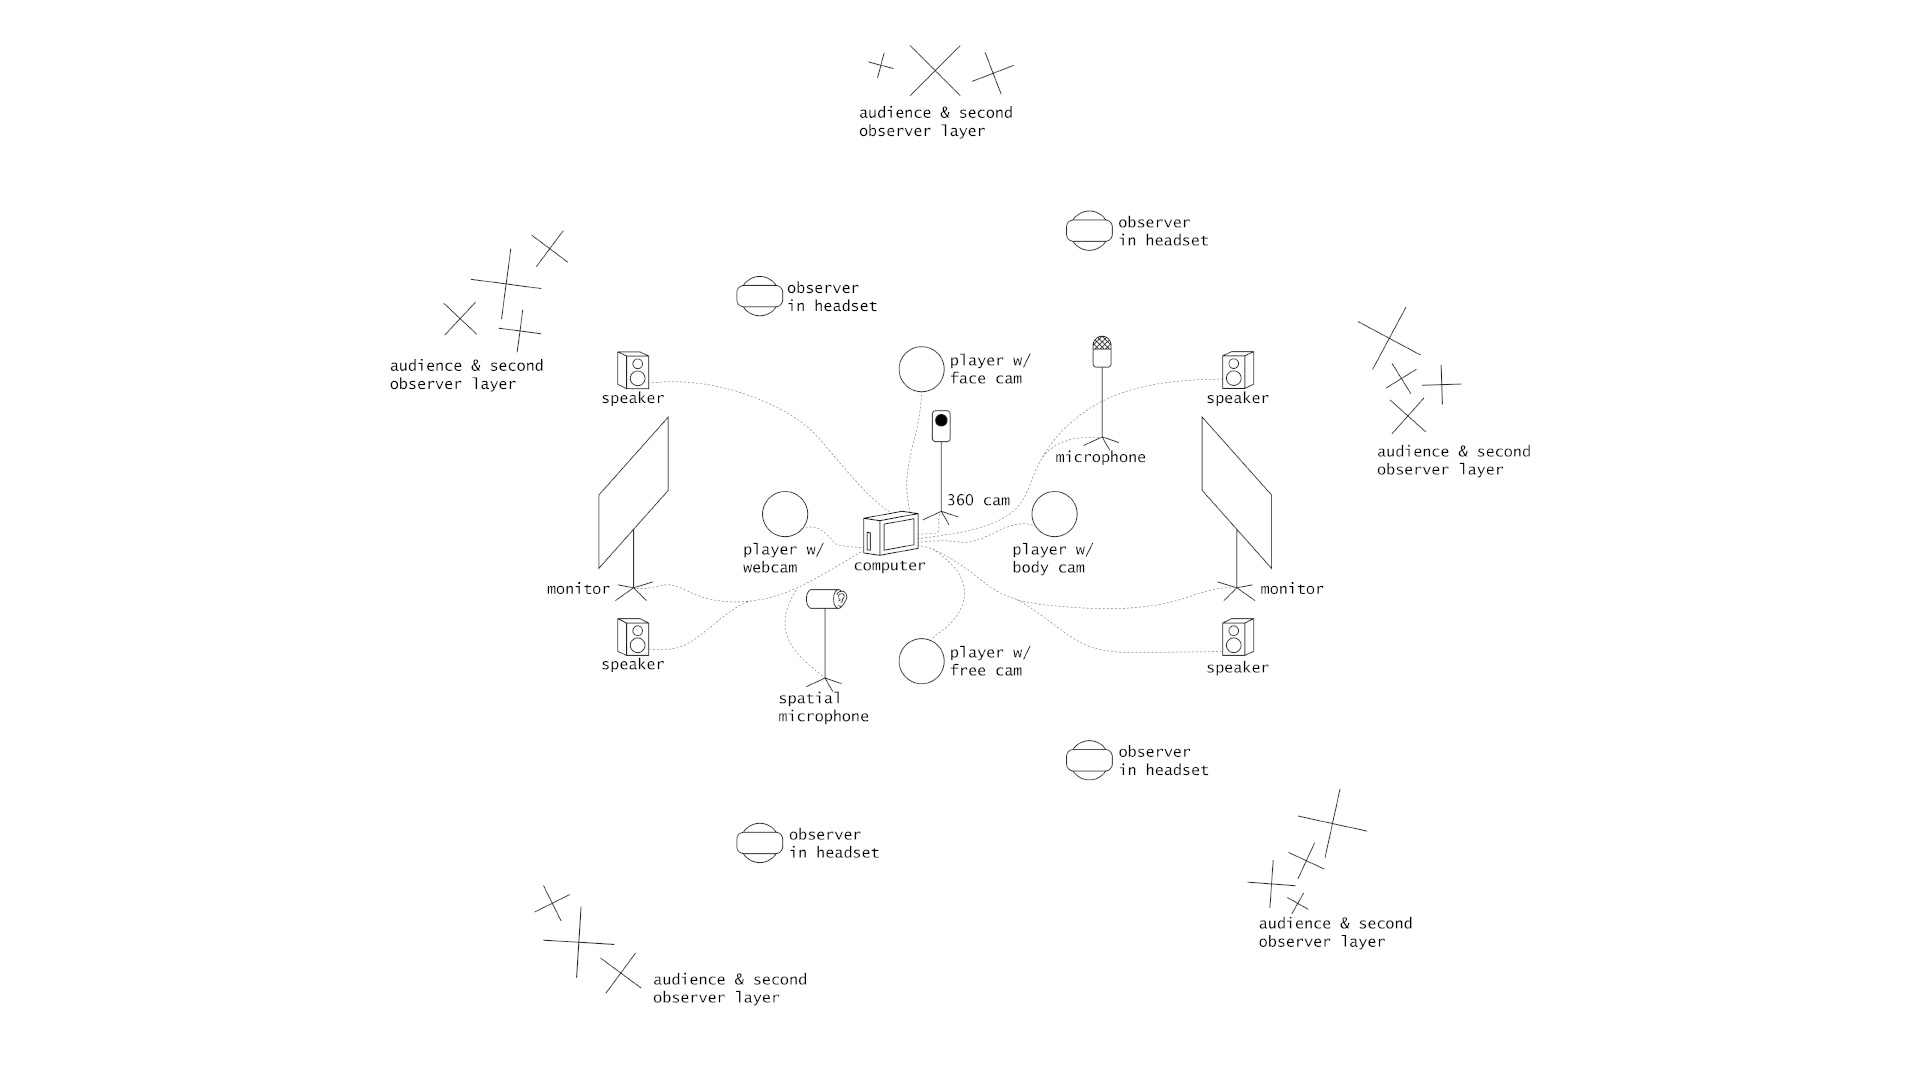 audience & second
observer layer
observer
in headset
observer
in headset
audience & second
observer layer
speaker
player w/
face cam
speaker
microphone
audience & second
observer layer
360 cam
player w/
webcam
computer
player w/
body cam
monitor
monitor
speaker
player w/
free cam
speaker
spatial
microphone
observer
in headset
observer
in headset
audience & second
observer layer
audience & second
observer layer